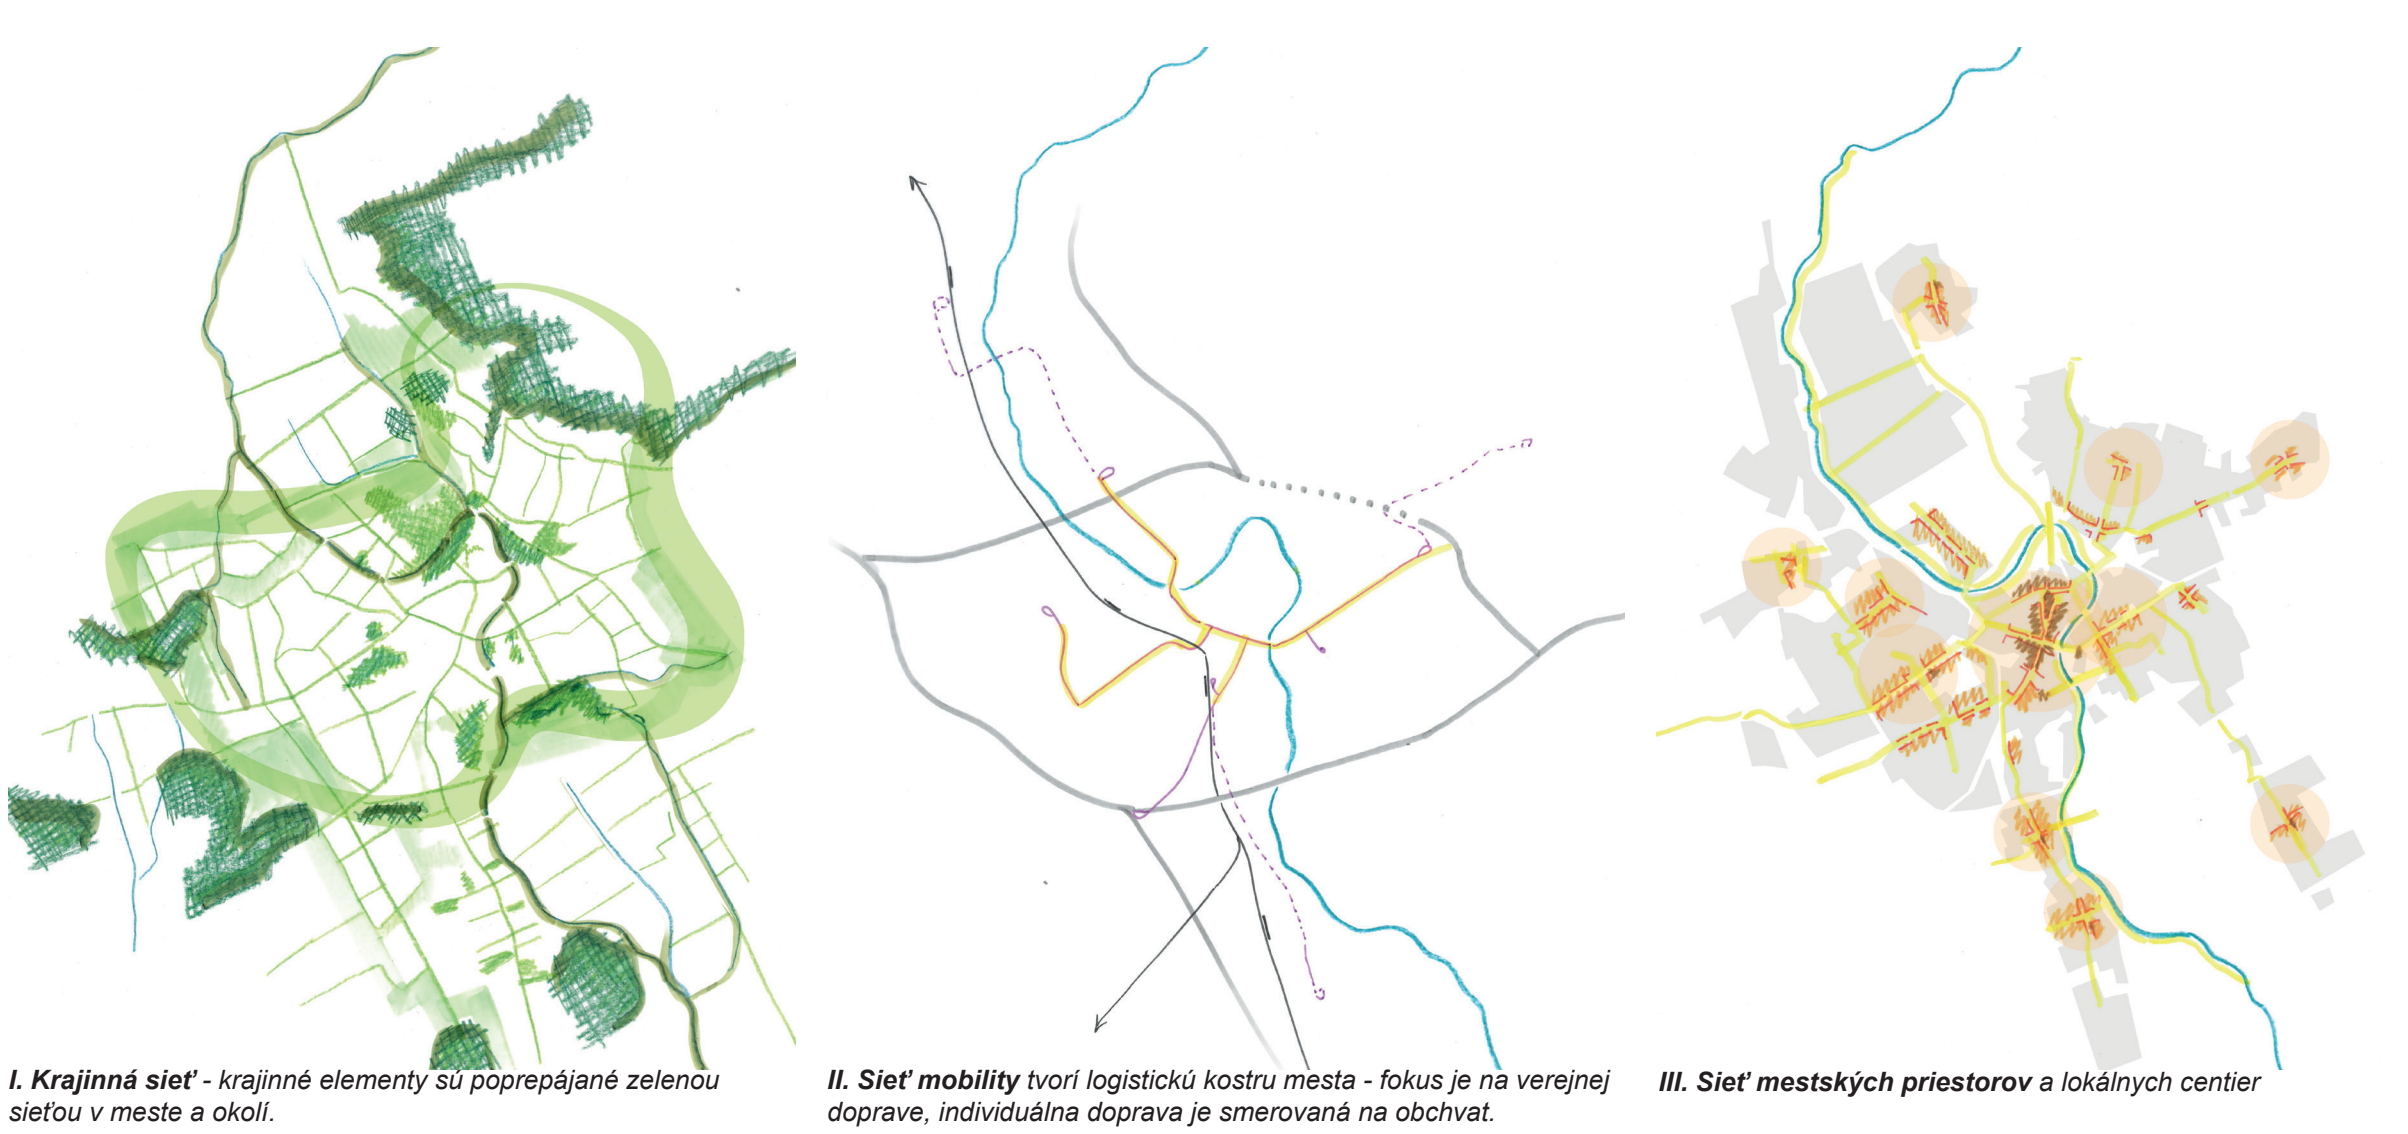 I. Krajinná sieť - krajinné elementy sú poprepájané zelenou
sieťou v meste a okolí.
II. Sieť mobility tvorí logistickú kostru mesta - fokus je na verejnej
doprave, individuálna doprava je smerovaná na obchvat.
III. Sieť mestských priestorov a lokálnych centier